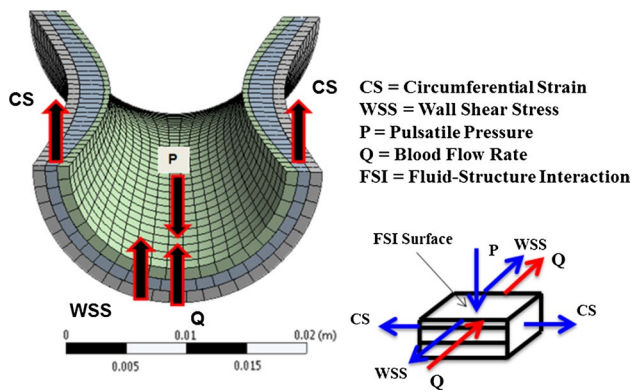 CS
CS
P
WSS
Q
0
0.01
0.02 (m)
0.005
0.015
CS = Circumferential Strain
WSS = Wall Shear Stress
P = Pulsatile Pressure
Q = Blood Flow Rate
FSI = Fluid-Structure Interaction
FSI Surface
P
WSS
Q
CS
CS
WSS
Q